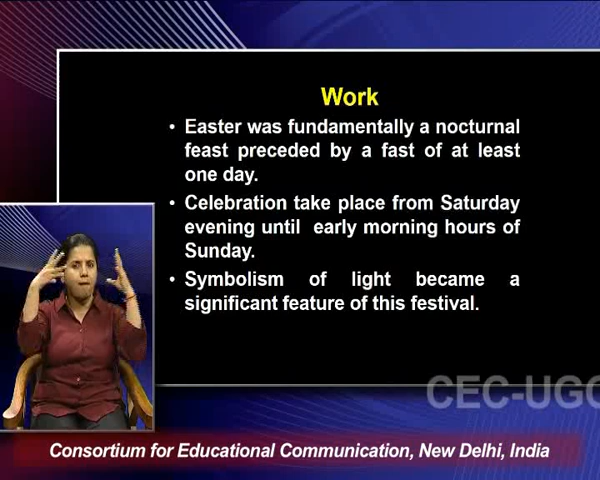 Work
• Easter was fundamentally a nocturnal
feast preceded by a fast of at least
one day.
• Celebration take place from Saturday
evening until early morning hours of
Sunday.
• Symbolism of light became a
significant feature of this festival.
CEC-UGC
Consortium for Educational Communication, New Delhi, India